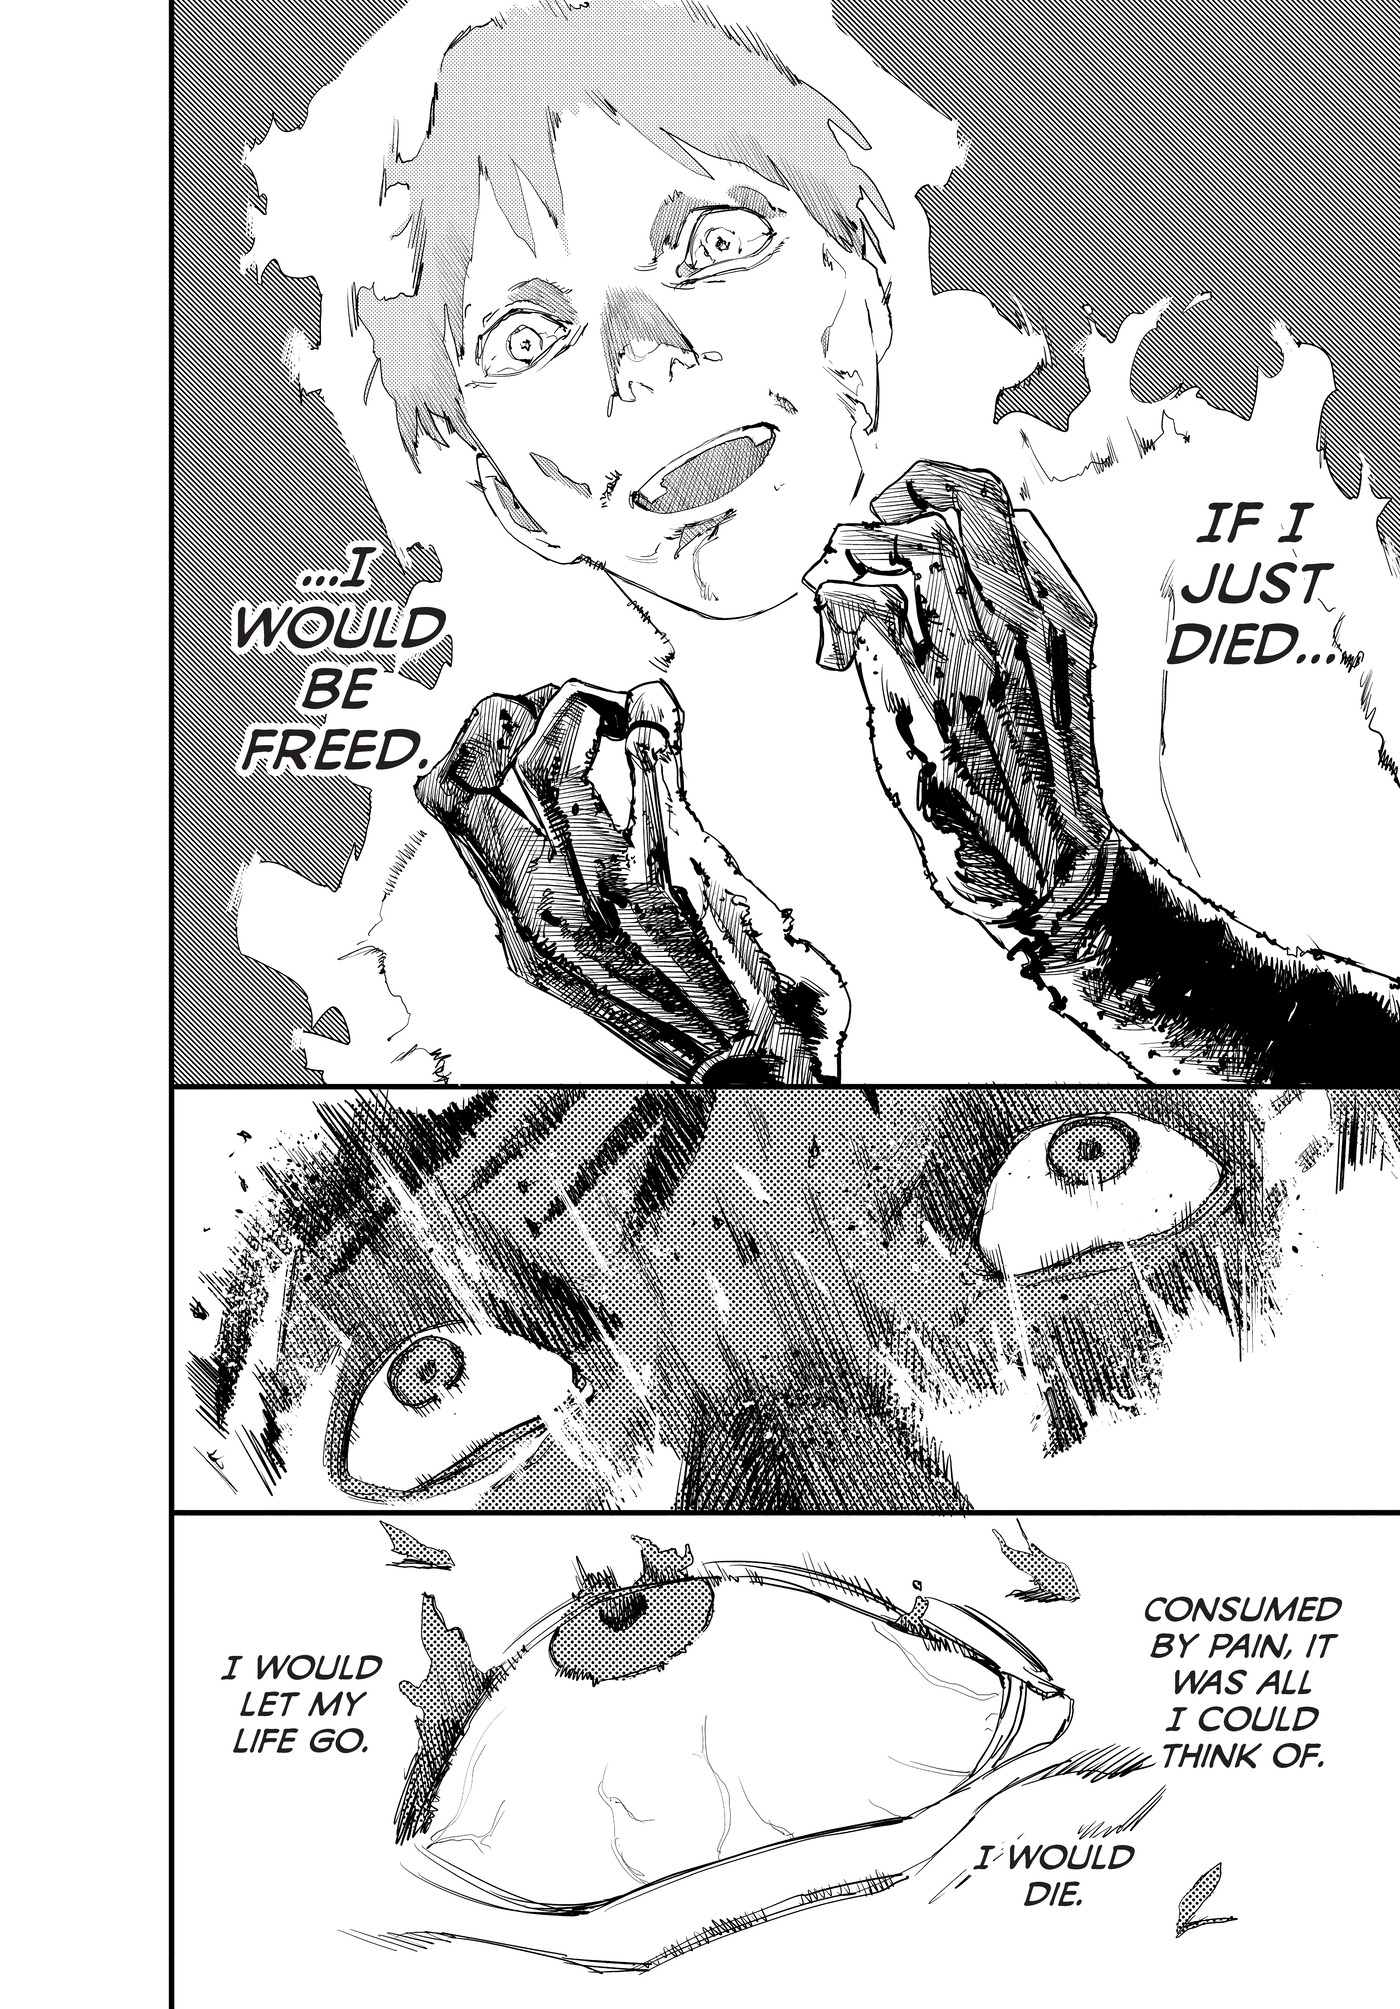 IF I
JUST
DIED...
...I
WOULD
BE
FREED.
CONSUMED
BY PAIN, IT
WAS ALL
I COULD
THINK OF.
I WOULD
DIE.
I WOULD
LET MY
LIFE GO.